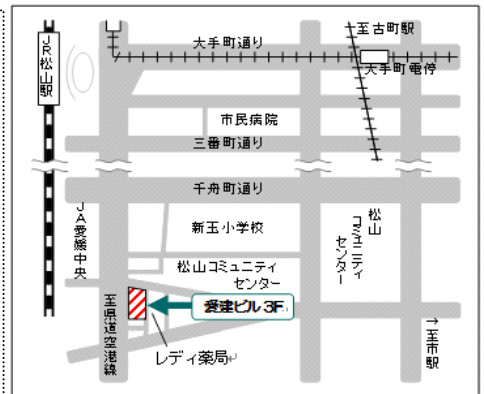 至古町駅
大手町通り
JR松山駅
大手町電停
市民病院
三番町通り
千舟町通り
JA愛媛中央
新玉小学校
松山
コミュニティ
センター
松山コミュニティ
センター
愛建ビル3F
至県道空港線
レディ薬局
→至市駅